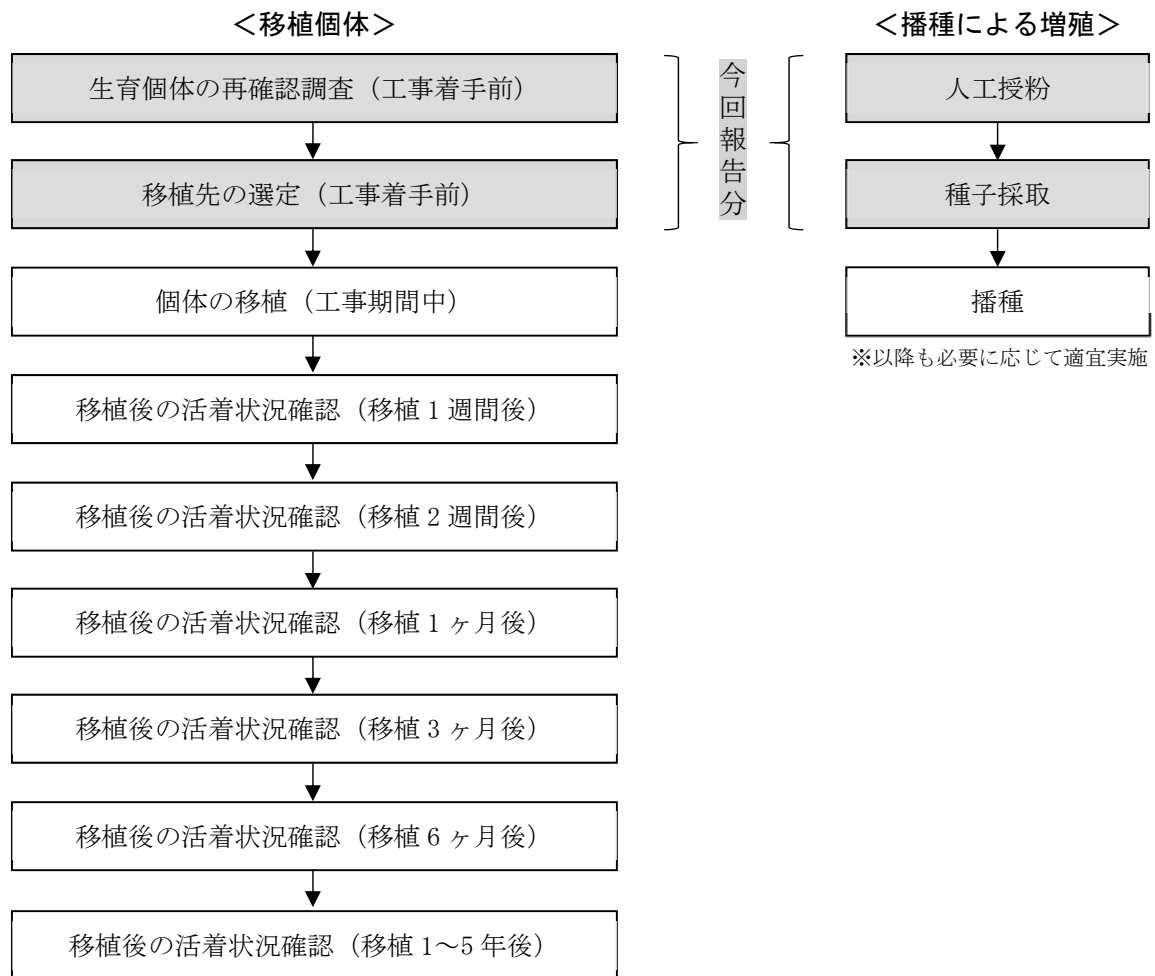 ＜移植個体＞
生育個体の再確認調査（工事着手前）
移植先の選定（工事着手前）
個体の移植（工事期間中）
移植後の活着状況確認（移植 1 週間後）
移植後の活着状況確認（移植 2 週間後）
移植後の活着状況確認（移植 1 ヶ月後）
移植後の活着状況確認（移植 3 ヶ月後）
移植後の活着状況確認（移植 6 ヶ月後）
移植後の活着状況確認（移植 1～5 年後）
今回報告分
＜播種による増殖＞
人工授粉
種子採取
播種
※以降も必要に応じて適宜実施